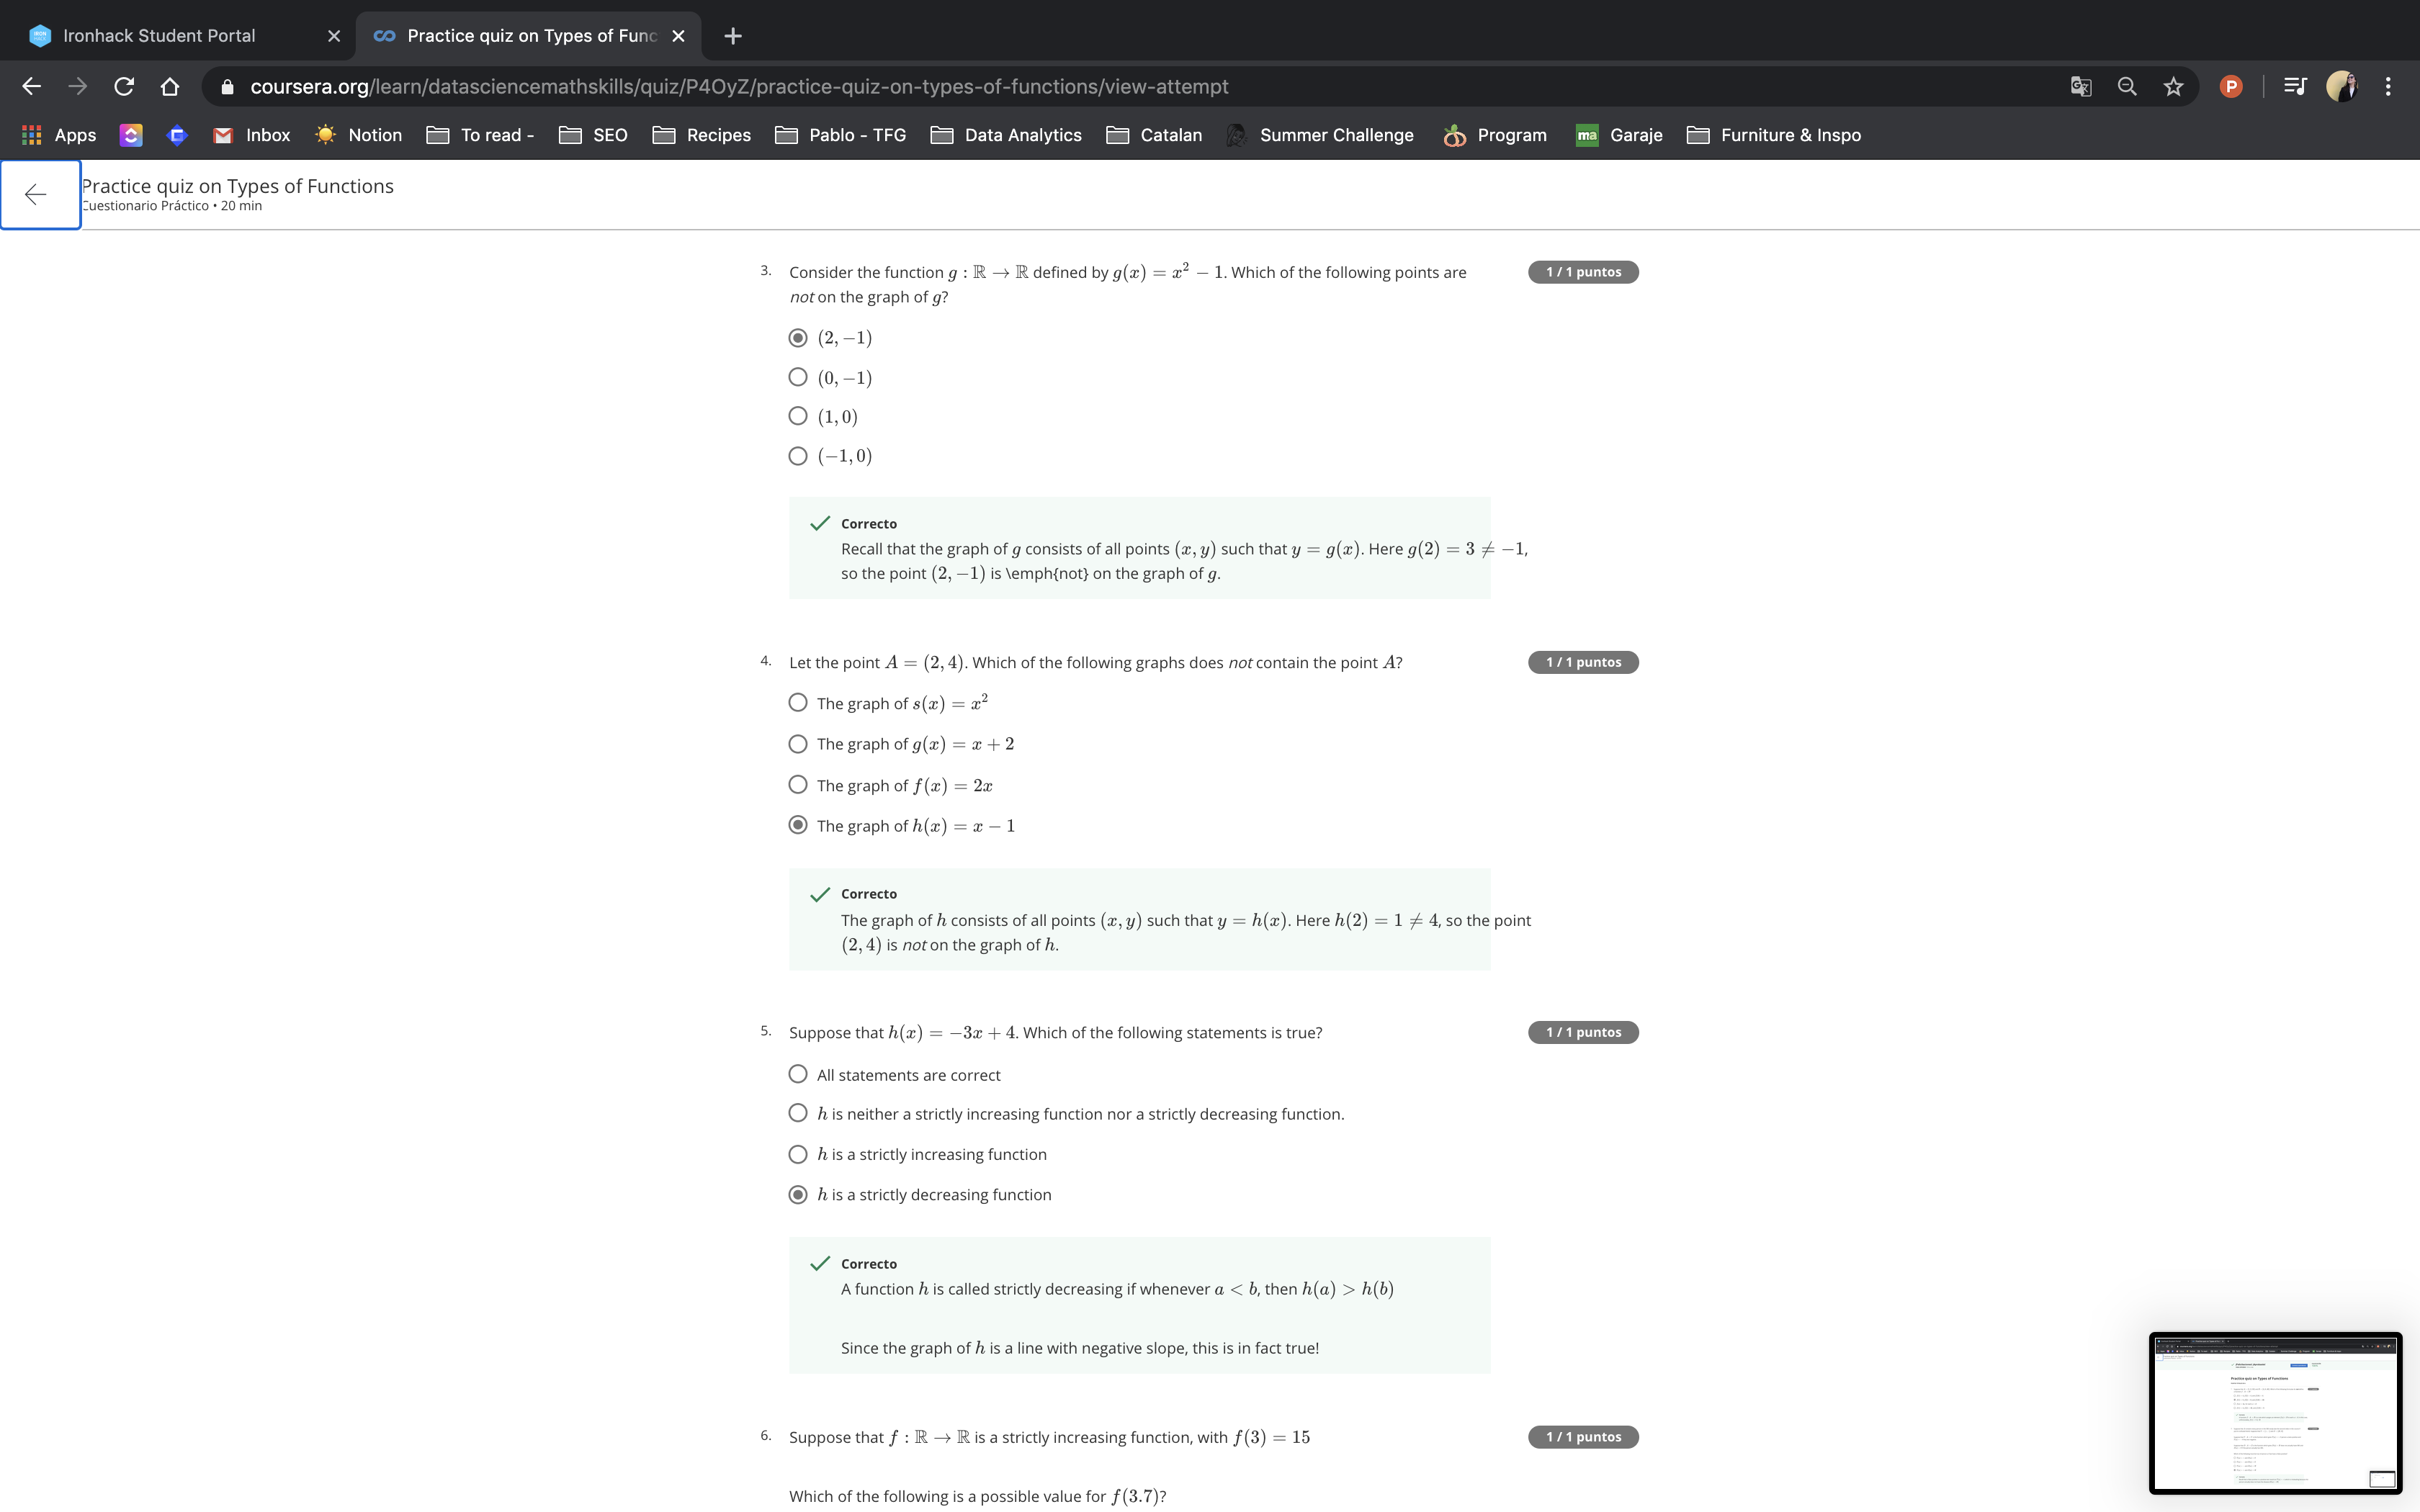 Ironhack Student Portal
Practice quiz on Types of Func
coursera.org/learn/datasciencemathskills/quiz/P4OyZ/practice-quiz-on-types-of-functions/view-attempt
P
Apps Inbox Notion To read - SEO Recipes Pablo - TFG Data Analytics Catalan Summer Challenge Program ma Garaje Furniture & Inspo
Practice quiz on Types of Functions
Cuestionario Práctico • 20 min
3. Consider the function g : ℝ → ℝ defined by g(x) = x² − 1. Which of the following points are 1 / 1 puntos
not on the graph of g?
(2, −1)
(0, −1)
(1, 0)
(−1, 0)
Correcto
Recall that the graph of g consists of all points (x, y) such that y = g(x). Here g(2) = 3 ≠ −1,
so the point (2, −1) is \emph{not} on the graph of g.
4. Let the point A = (2, 4). Which of the following graphs does not contain the point A? 1 / 1 puntos
The graph of s(x) = x²
The graph of g(x) = x + 2
The graph of f(x) = 2x
The graph of h(x) = x − 1
Correcto
The graph of h consists of all points (x, y) such that y = h(x). Here h(2) = 1 ≠ 4, so the point
(2, 4) is not on the graph of h.
5. Suppose that h(x) = −3x + 4. Which of the following statements is true? 1 / 1 puntos
All statements are correct
h is neither a strictly increasing function nor a strictly decreasing function.
h is a strictly increasing function
h is a strictly decreasing function
Correcto
A function h is called strictly decreasing if whenever a < b, then h(a) > h(b)
Since the graph of h is a line with negative slope, this is in fact true!
6. Suppose that f : ℝ → ℝ is a strictly increasing function, with f(3) = 15 1 / 1 puntos
Which of the following is a possible value for f(3.7)?
Practice quiz on Types of Functions